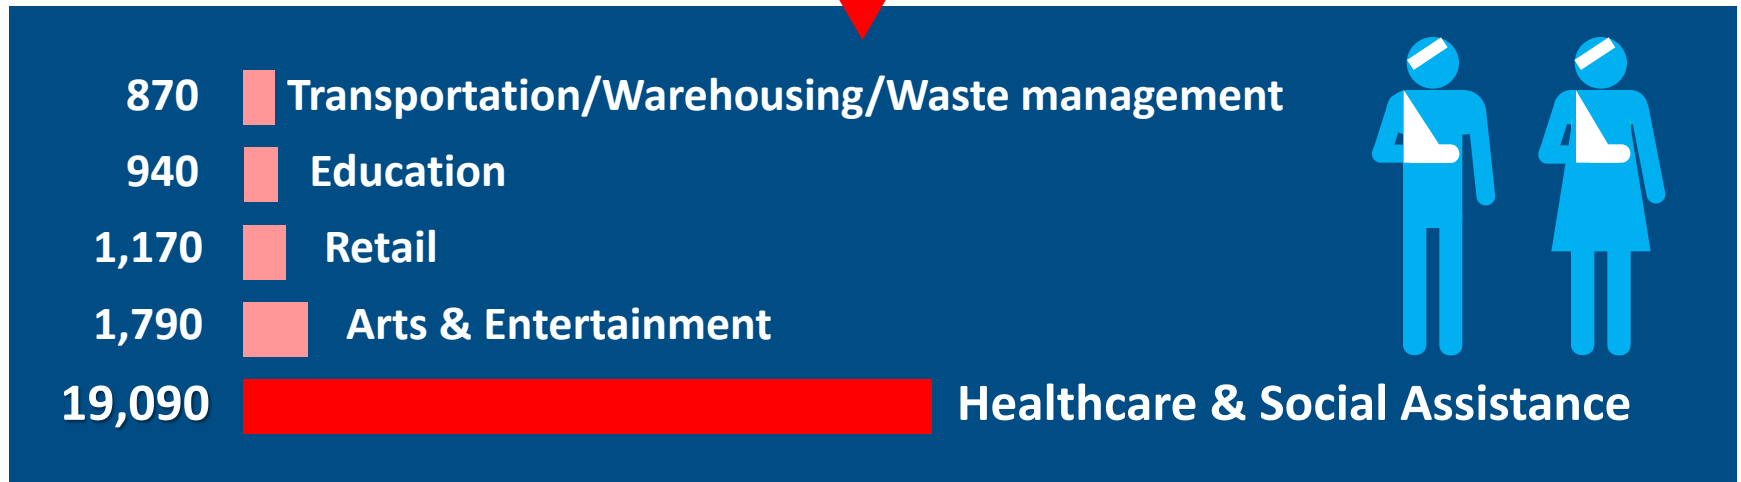 870 Transportation/Warehousing/Waste management
940 Education
1,170 Retail
1,790 Arts & Entertainment
19,090 Healthcare & Social Assistance